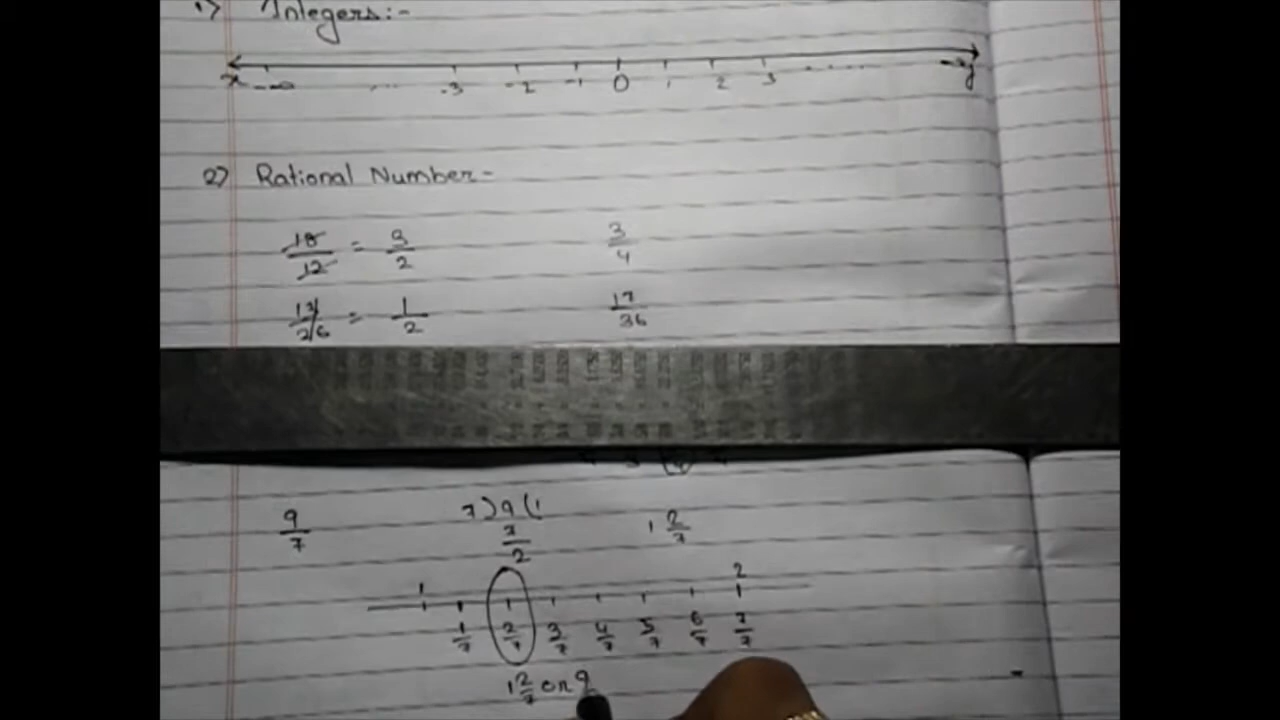 1) Integers:-
x -∞ ... -3 -2 -1 0 1 2 3 ...... y
2) Rational Number-
18/12 = 3/2 3/4
13/26 = 1/2 17/36
9/7 7)9(1 1 2/7
7/2
1 2
1/7 2/7 3/7 4/7 5/7 6/7 7/7
1 2/7 or 9